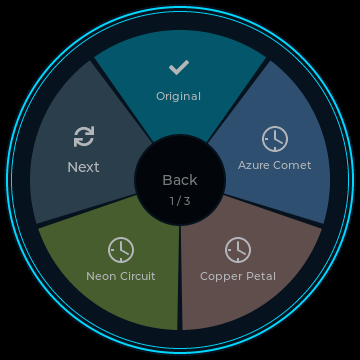 Original
Next
Azure Comet
Back
1 / 3
Neon Circuit
Copper Petal